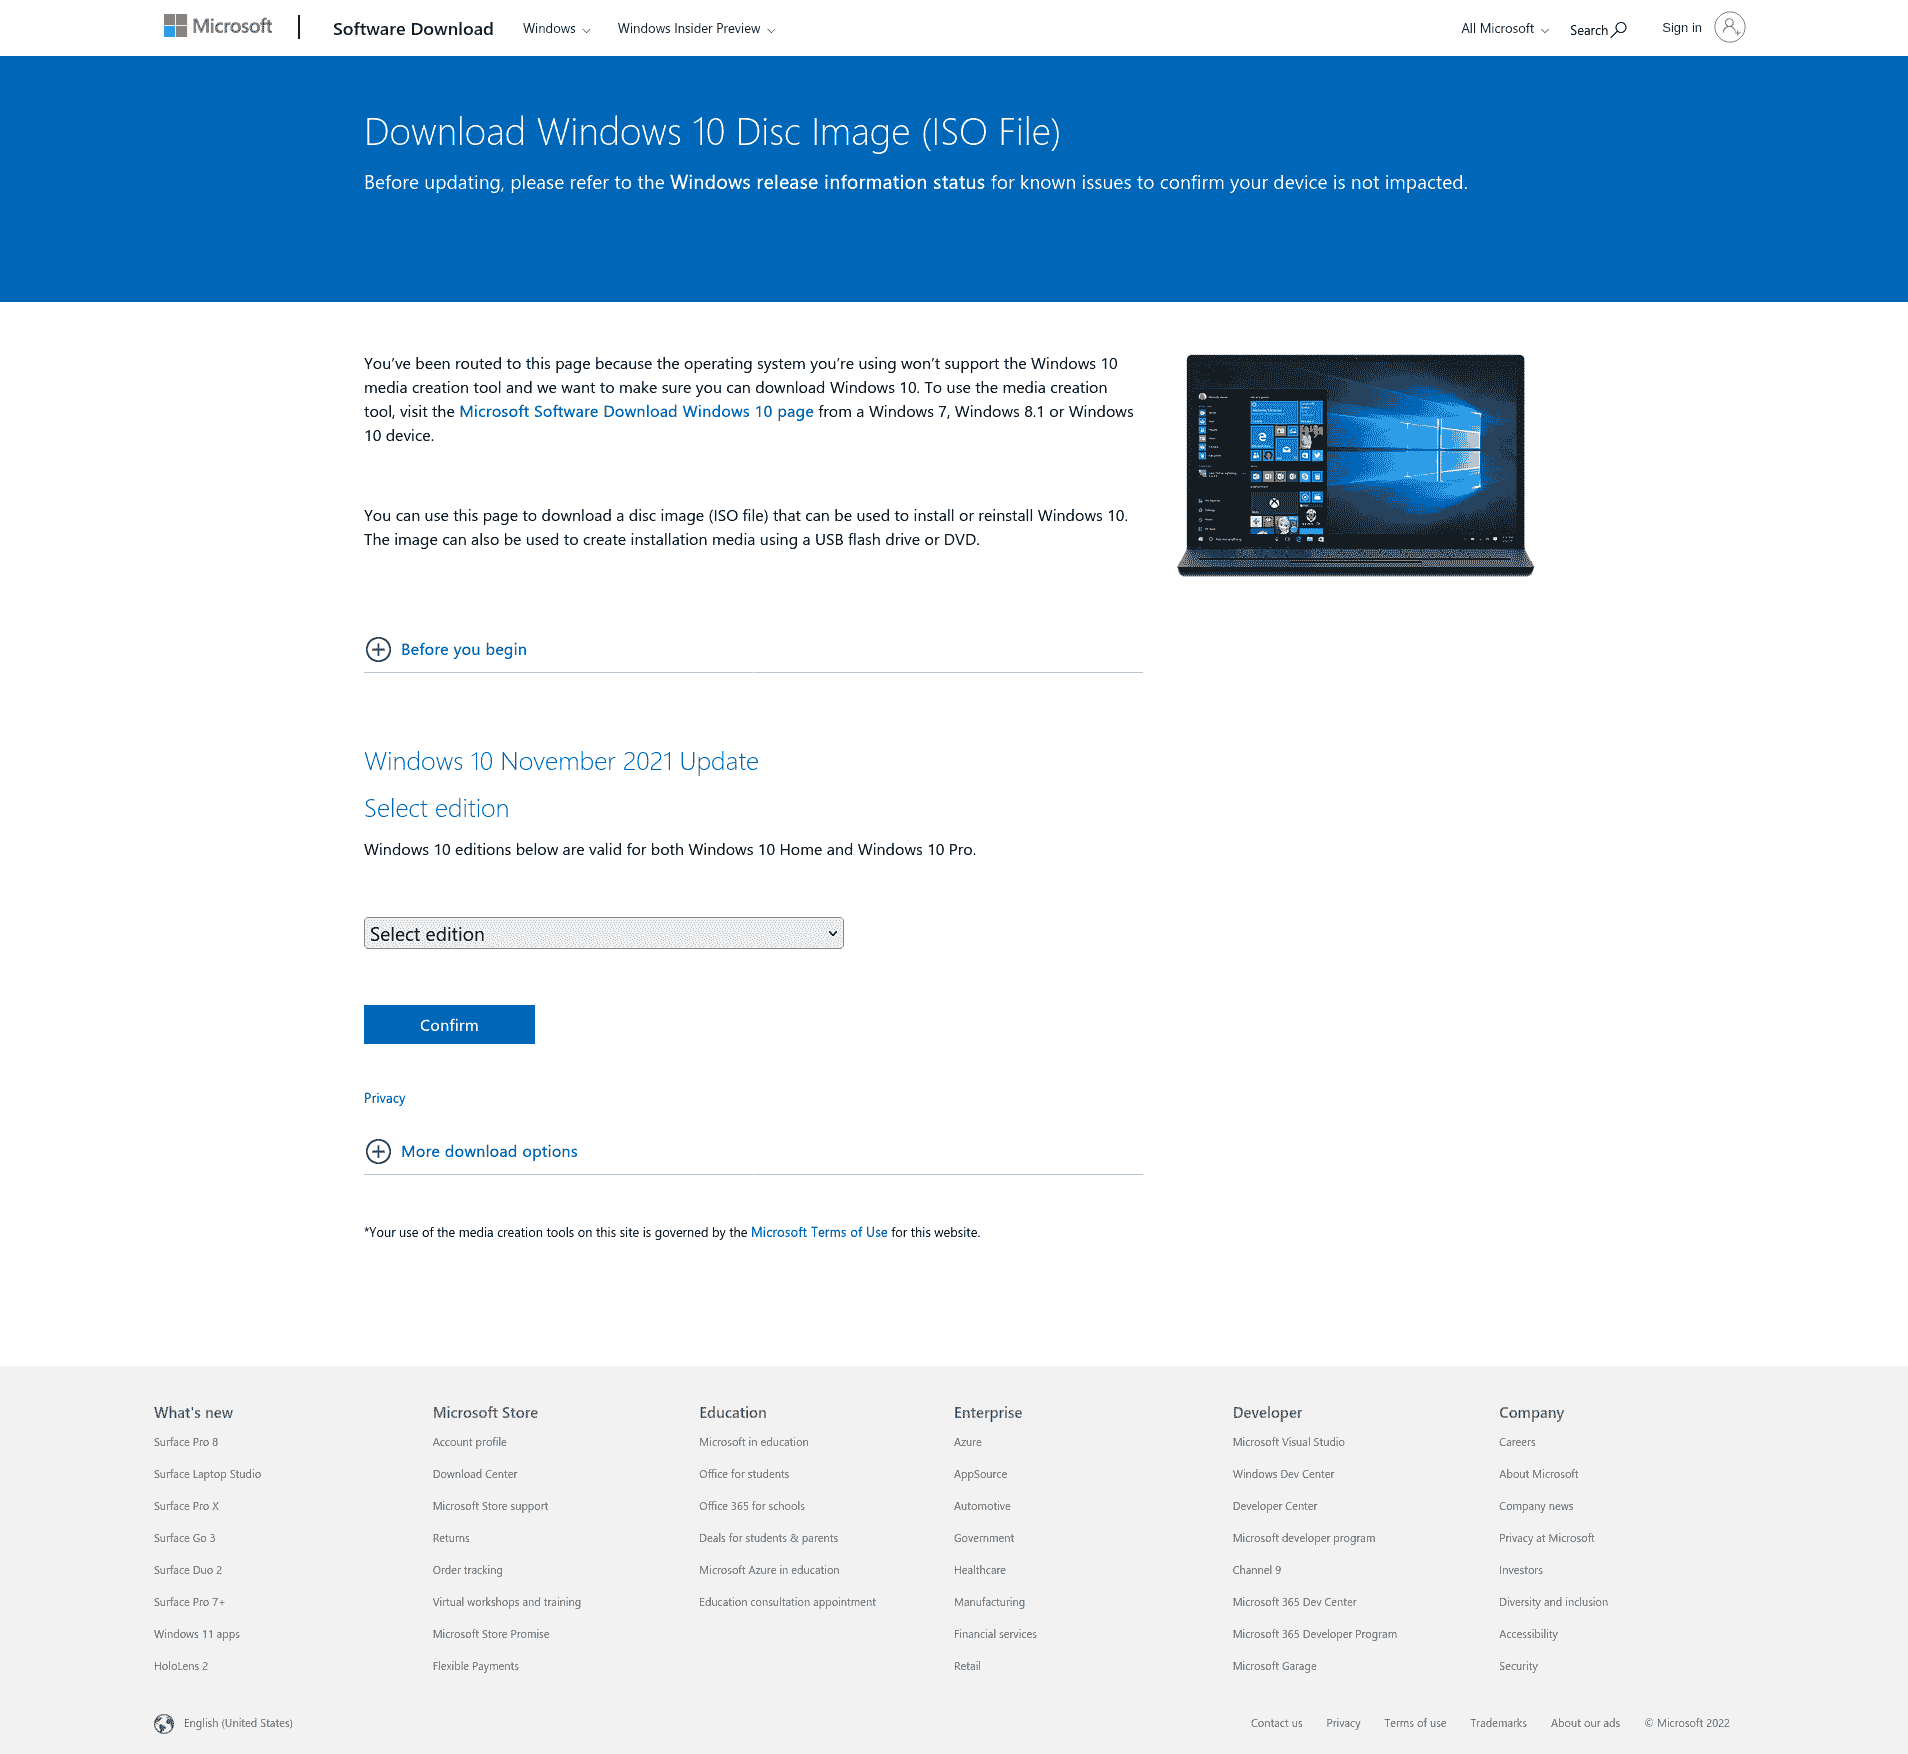 Microsoft
Software Download
Windows
Windows Insider Preview
All Microsoft
Search
Sign in
Download Windows 10 Disc Image (ISO File)
Before updating, please refer to the Windows release information status for known issues to confirm your device is not impacted.
You've been routed to this page because the operating system you're using won't support the Windows 10
media creation tool and we want to make sure you can download Windows 10. To use the media creation
tool, visit the Microsoft Software Download Windows 10 page from a Windows 7, Windows 8.1 or Windows
10 device.
You can use this page to download a disc image (ISO file) that can be used to install or reinstall Windows 10.
The image can also be used to create installation media using a USB flash drive or DVD.
Before you begin
Windows 10 November 2021 Update
Select edition
Windows 10 editions below are valid for both Windows 10 Home and Windows 10 Pro.
Select edition
Confirm
Privacy
More download options
*Your use of the media creation tools on this site is governed by the Microsoft Terms of Use for this website.
What's new
Surface Pro 8
Surface Laptop Studio
Surface Pro X
Surface Go 3
Surface Duo 2
Surface Pro 7+
Windows 11 apps
HoloLens 2
Microsoft Store
Account profile
Download Center
Microsoft Store support
Returns
Order tracking
Virtual workshops and training
Microsoft Store Promise
Flexible Payments
Education
Microsoft in education
Office for students
Office 365 for schools
Deals for students & parents
Microsoft Azure in education
Education consultation appointment
Enterprise
Azure
AppSource
Automotive
Government
Healthcare
Manufacturing
Financial services
Retail
Developer
Microsoft Visual Studio
Windows Dev Center
Developer Center
Microsoft developer program
Channel 9
Microsoft 365 Dev Center
Microsoft 365 Developer Program
Microsoft Garage
Company
Careers
About Microsoft
Company news
Privacy at Microsoft
Investors
Diversity and inclusion
Accessibility
Security
English (United States)
Contact us
Privacy
Terms of use
Trademarks
About our ads
© Microsoft 2022